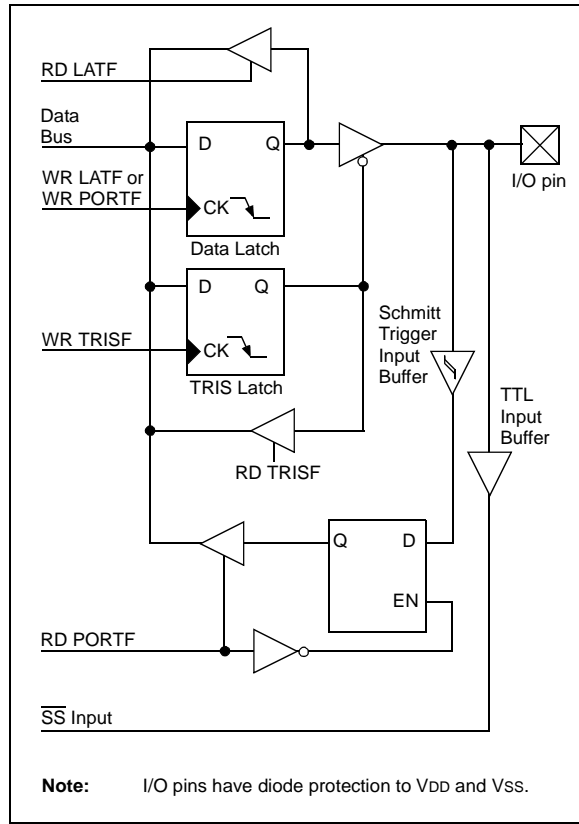 RD LATF
Data
Bus
D Q
I/O pin
WR LATF or
WR PORTF
CK
Data Latch
D Q
WR TRISF
CK
TRIS Latch
Schmitt
Trigger
Input
Buffer
TTL
Input
Buffer
RD TRISF
Q D
EN
RD PORTF
S̅S̅ Input
Note: I/O pins have diode protection to VDD and VSS.